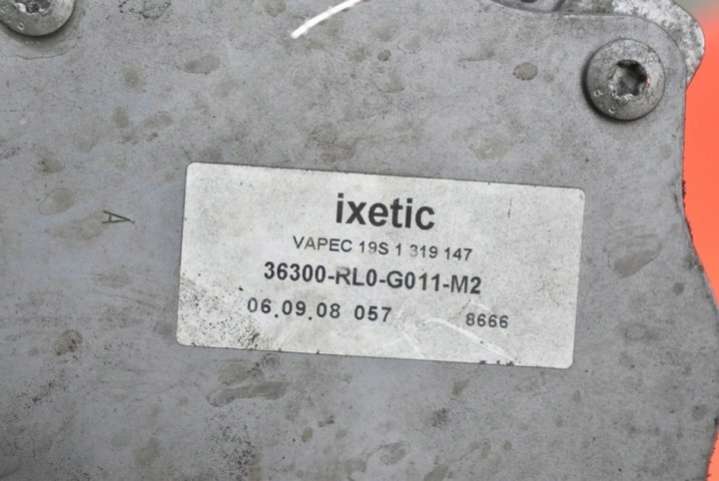 ixetic
VAPEC 19S 1 319 147
36300-RL0-G011-M2
06.09.08 057 8666
A